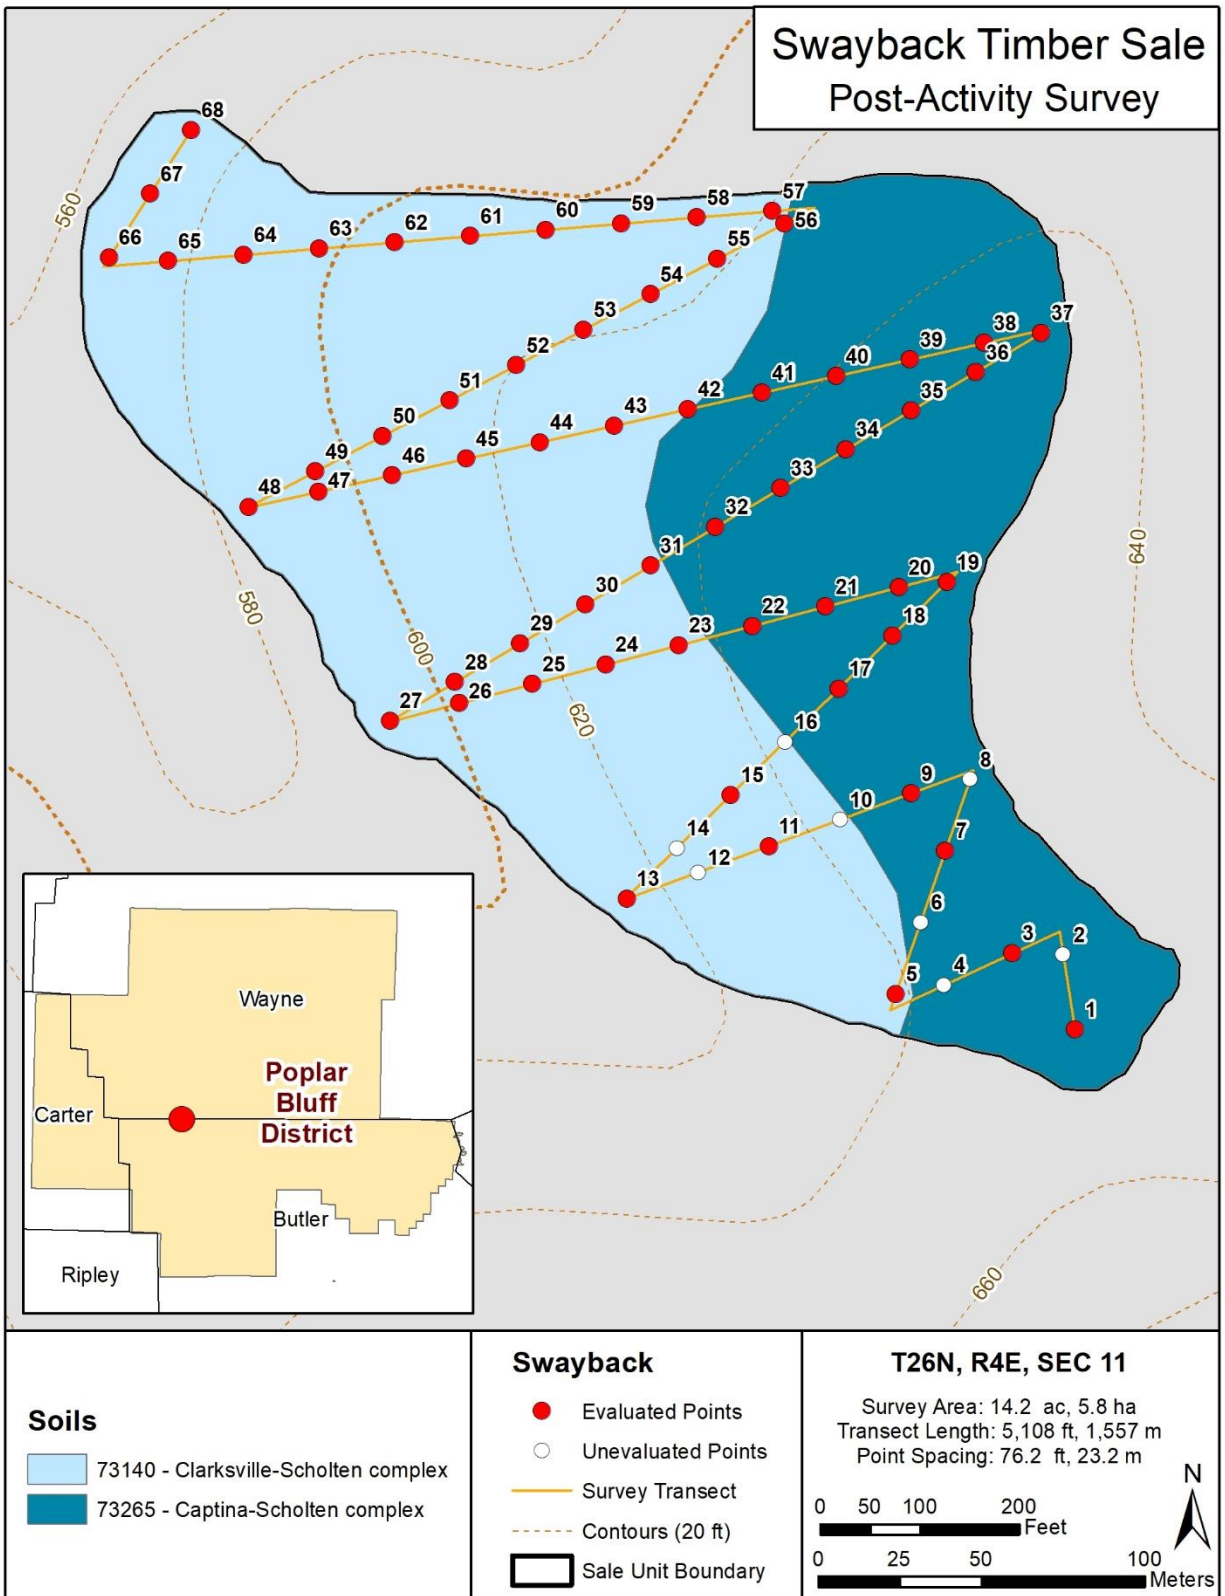 Swayback Timber Sale
Post-Activity Survey
68
67
66
65
64
63
62
61
60
59
58
57
56
55
54
53
52
51
50
49
48
47
46
45
44
43
42
41
40
39
38
37
36
35
34
33
32
31
30
29
28
27
26
25
24
23
22
21
20
19
18
17
16
15
14
13
12
11
10
9
8
7
6
5
4
3
2
1
560
580
600
620
640
660
Wayne
Poplar
Bluff
District
Carter
Butler
Ripley
Soils
73140 - Clarksville-Scholten complex
73265 - Captina-Scholten complex
Swayback
Evaluated Points
Unevaluated Points
Survey Transect
Contours (20 ft)
Sale Unit Boundary
T26N, R4E, SEC 11
Survey Area: 14.2 ac, 5.8 ha
Transect Length: 5,108 ft, 1,557 m
Point Spacing: 76.2 ft, 23.2 m
N
0 50 100 200
Feet
0 25 50 100
Meters